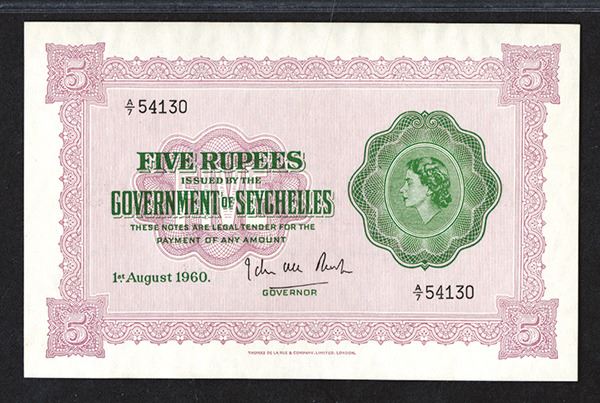 5 5
A/7 54130
FIVE RUPEES
ISSUED BY THE
GOVERNMENT OF SEYCHELLES
FIVE
THESE NOTES ARE LEGAL TENDER FOR THE
PAYMENT OF ANY AMOUNT
1st August 1960.
GOVERNOR
A/7 54130
5 5
THOMAS DE LA RUE & COMPANY, LIMITED, LONDON.